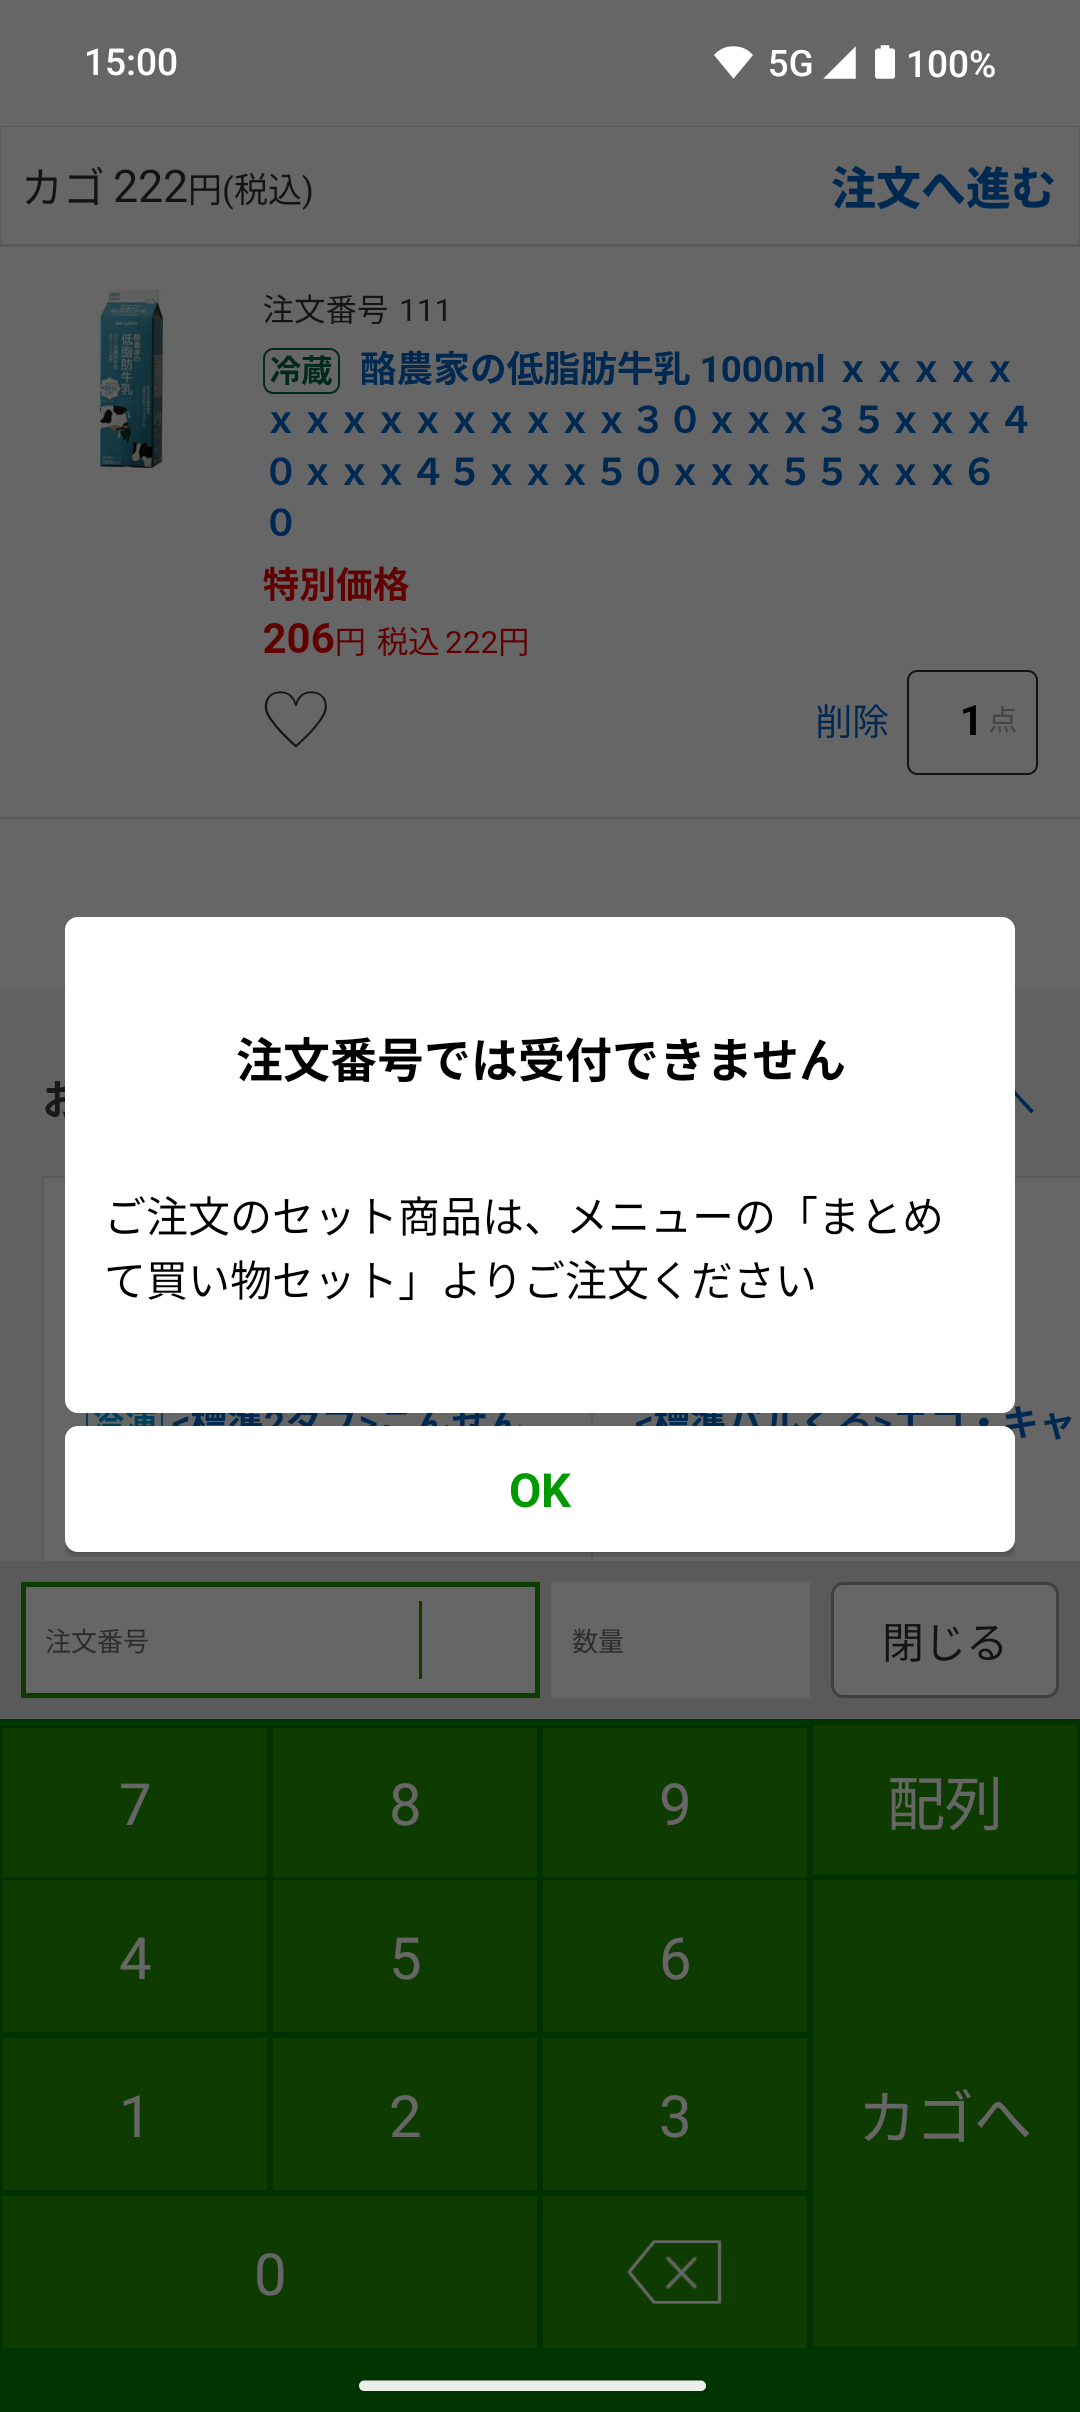 15:00 5G 100%
カゴ 222円(税込) 注文へ進む
注文番号 111
冷蔵 酪農家の低脂肪牛乳 1000ml ｘｘｘｘｘ
ｘｘｘｘｘｘｘｘｘｘ３０ｘｘｘ３５ｘｘｘ４
０ｘｘｘ４５ｘｘｘ５０ｘｘｘ５５ｘｘｘ６
０
特別価格
206円 税込 222円
削除 1点
注文番号では受付できません
ご注文のセット商品は、メニューの「まとめ
て買い物セット」よりご注文ください
OK
注文番号 数量 閉じる
7 8 9 配列
4 5 6
1 2 3 カゴへ
0